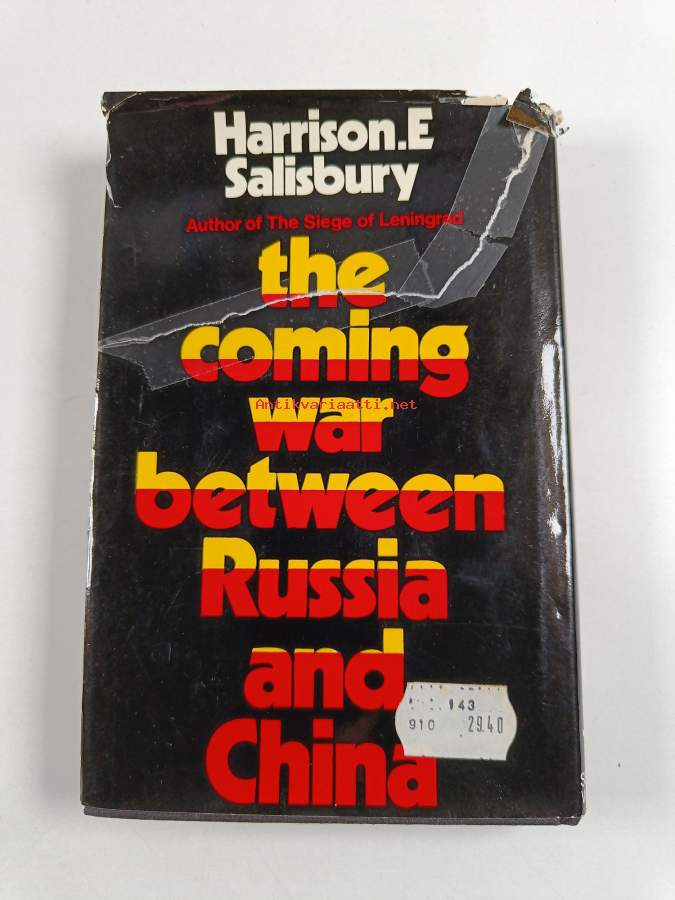 Harrison.E
Salisbury
Author of The Siege of Leningrad
the
coming
Antikvariaatti.net
war
between
Russia
and
143
910 29.40
China